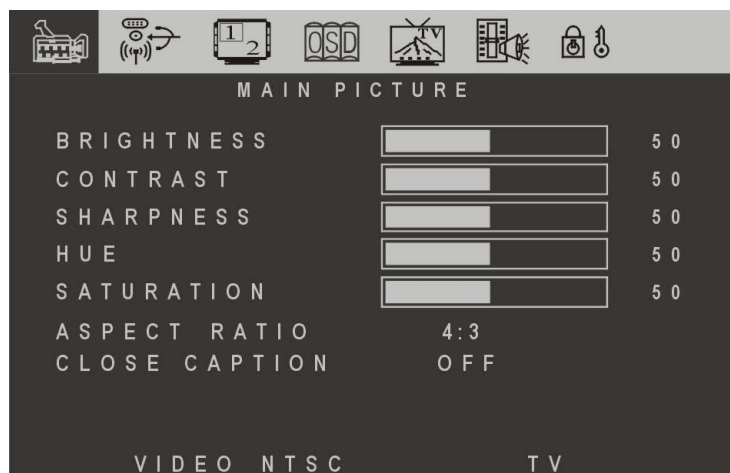 1 2 OSD TV
MAIN PICTURE
BRIGHTNESS 50
CONTRAST 50
SHARPNESS 50
HUE 50
SATURATION 50
ASPECT RATIO 4:3
CLOSE CAPTION OFF
VIDEO NTSC TV